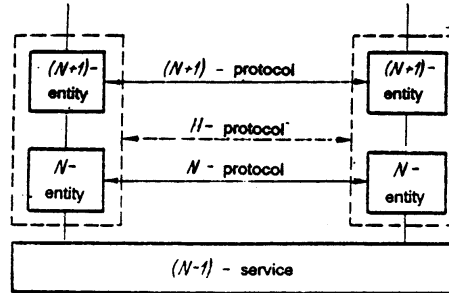 (N+1)-
entity
(N+1) - protocol
(N+1)-
entity
H - protocol
N-
entity
N - protocol
N -
entity
(N-1) - service